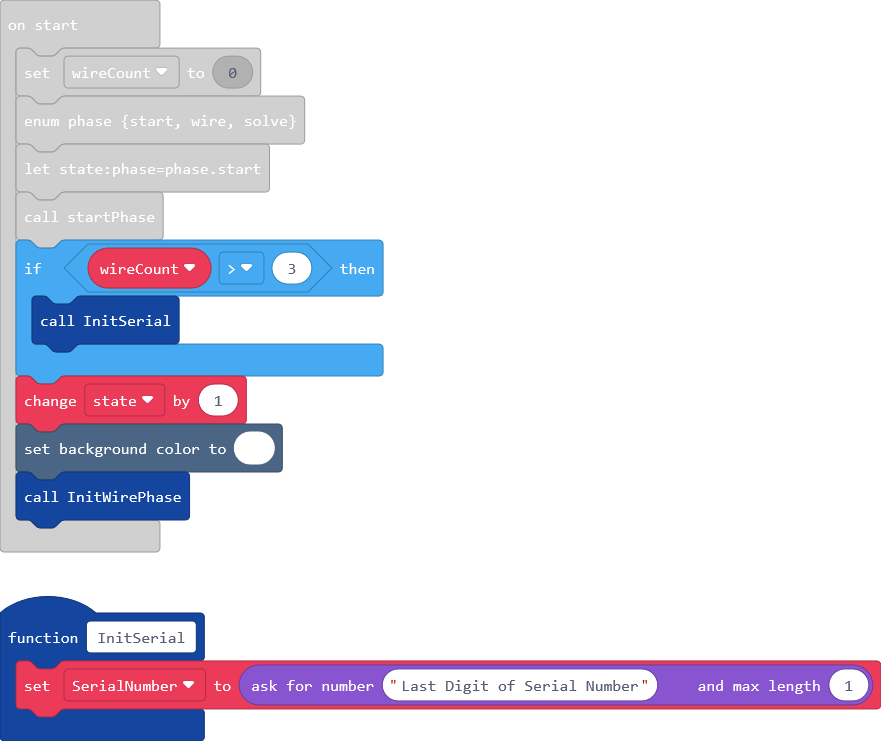 on start
set wireCount to 0
enum phase {start, wire, solve}
let state:phase=phase.start
call startPhase
if wireCount > 3 then
call InitSerial
change state by 1
set background color to
call InitWirePhase
function InitSerial
set SerialNumber to ask for number "Last Digit of Serial Number" and max length 1